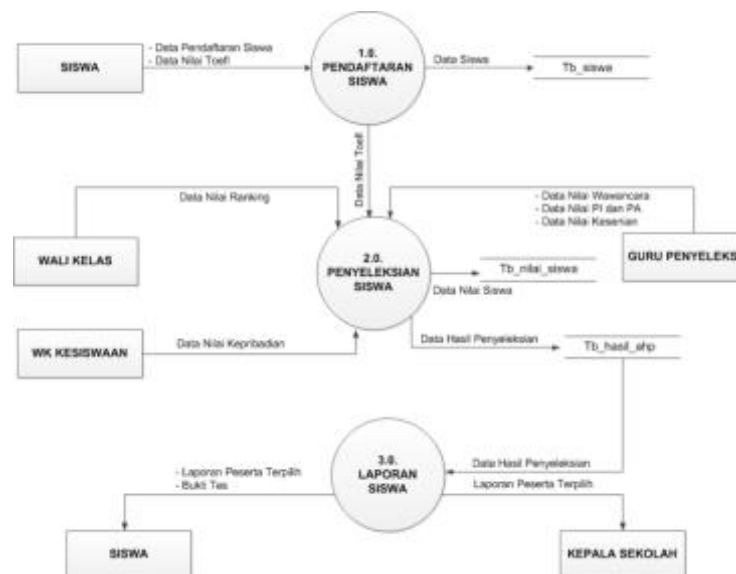 - Data Pendaftaran Siswa
- Data Nilai Toefl
SISWA
1.0.
PENDAFTARAN
SISWA
Data Siswa
Tb_siswa
Data Nilai Toefl
Data Nilai Ranking
- Data Nilai Wawancara
- Data Nilai PI dan PA
- Data Nilai Kesenian
WALI KELAS
2.0.
PENYELEKSIAN
SISWA
GURU PENYELEKS
Tb_nilai_siswa
Data Nilai Siswa
WK KESISWAAN
Data Nilai Kepribadian
Data Hasil Penyeleksian
Tb_hasil_ahp
3.0.
LAPORAN
SISWA
Data Hasil Penyeleksian
- Laporan Peserta Terpilih
- Bukti Tes
Laporan Peserta Terpilih
SISWA
KEPALA SEKOLAH